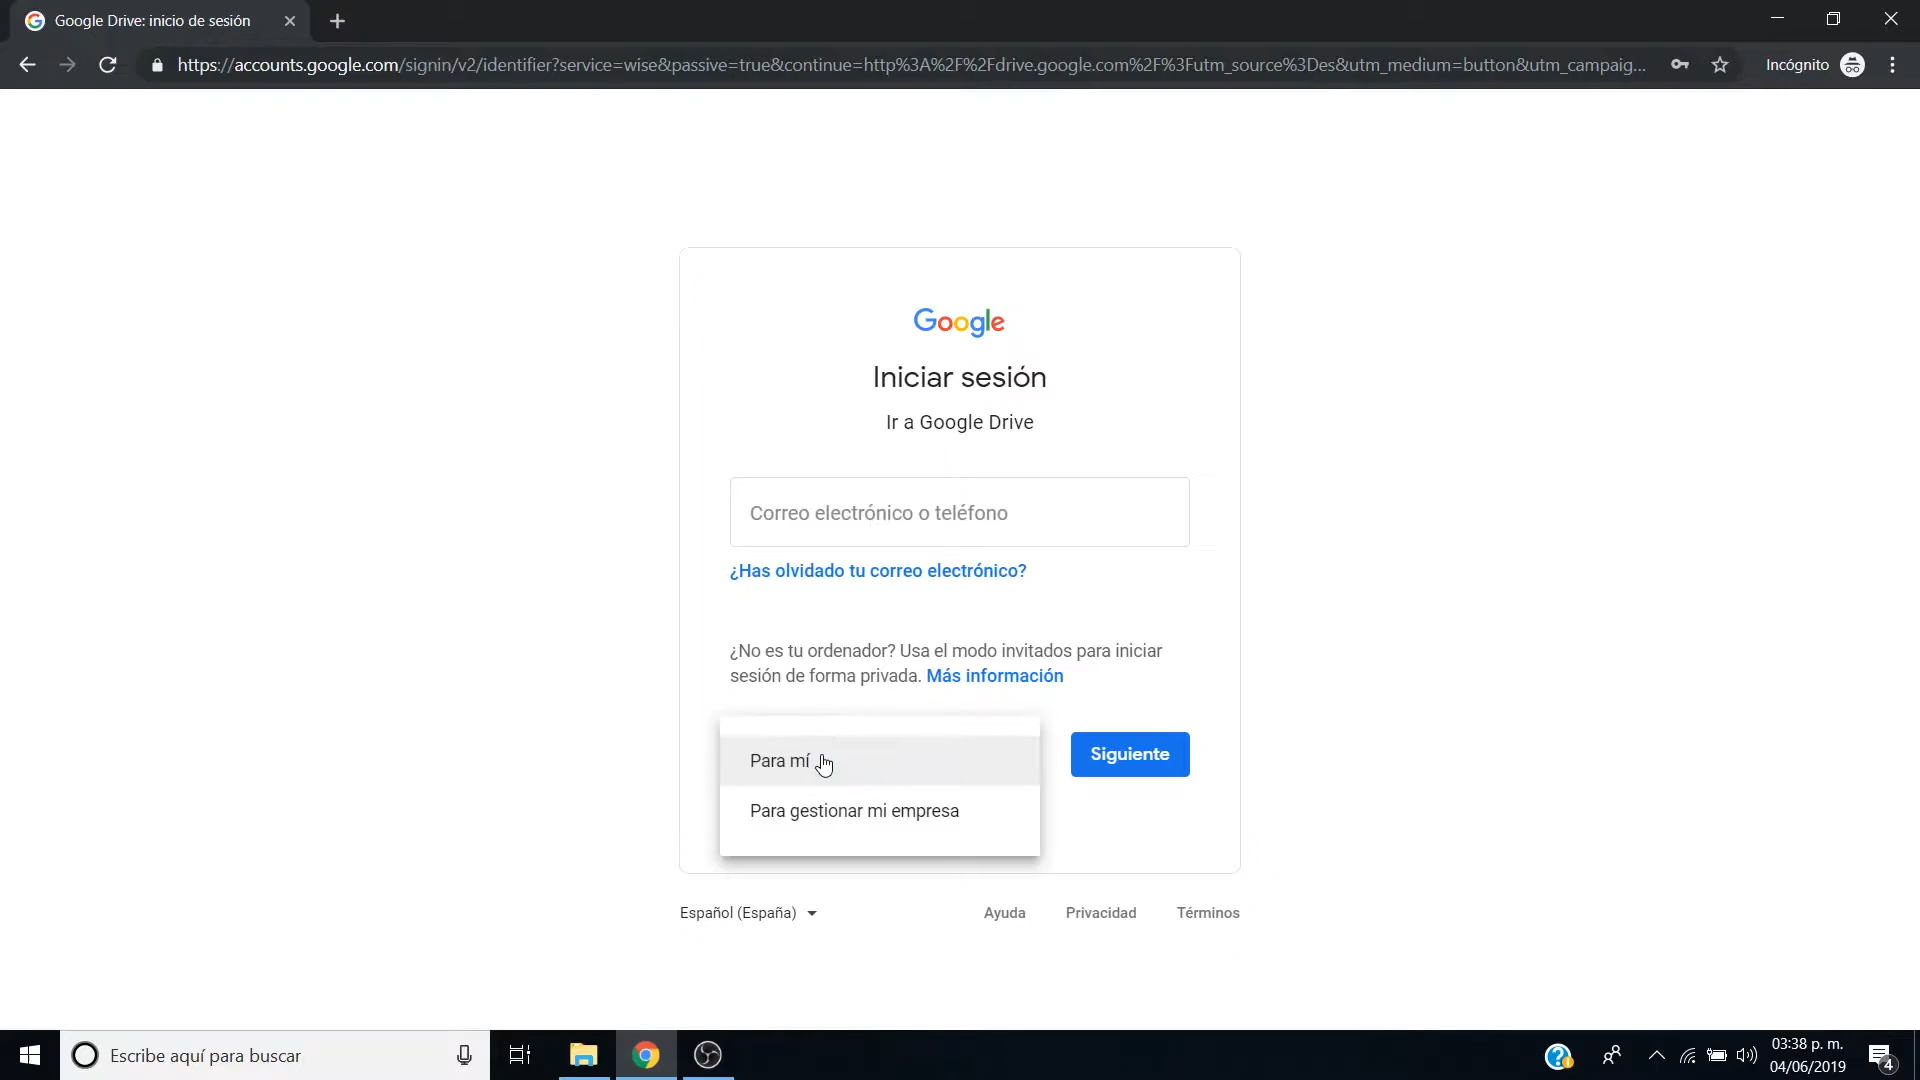 Google Drive: inicio de sesión
https://accounts.google.com/signin/v2/identifier?service=wise&passive=true&continue=http%3A%2F%2Fdrive.google.com%2F%3Futm_source%3Des&utm_medium=button&utm_campaig...
Incógnito
Google
Iniciar sesión
Ir a Google Drive
Correo electrónico o teléfono
¿Has olvidado tu correo electrónico?
¿No es tu ordenador? Usa el modo invitados para iniciar
sesión de forma privada. Más información
Para mí
Siguiente
Para gestionar mi empresa
Español (España)
Ayuda
Privacidad
Términos
Escribe aquí para buscar
03:38 p. m.
04/06/2019
4